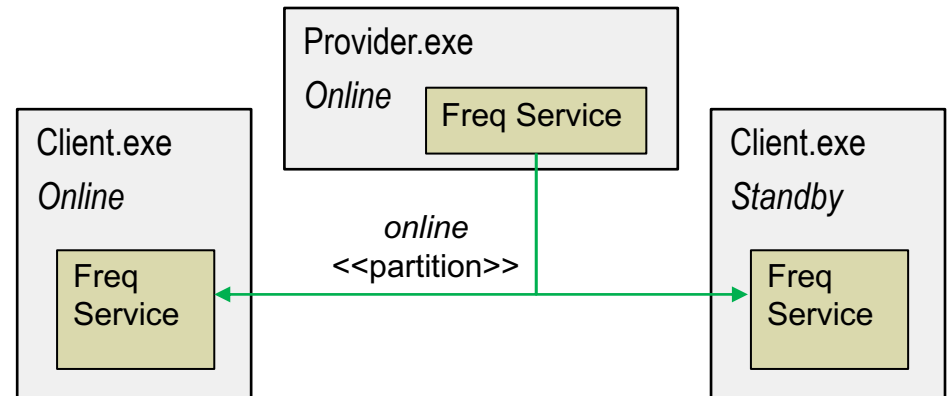 Provider.exe
Online
Freq Service
Client.exe
Online
Freq
Service
online
<<partition>>
Client.exe
Standby
Freq
Service